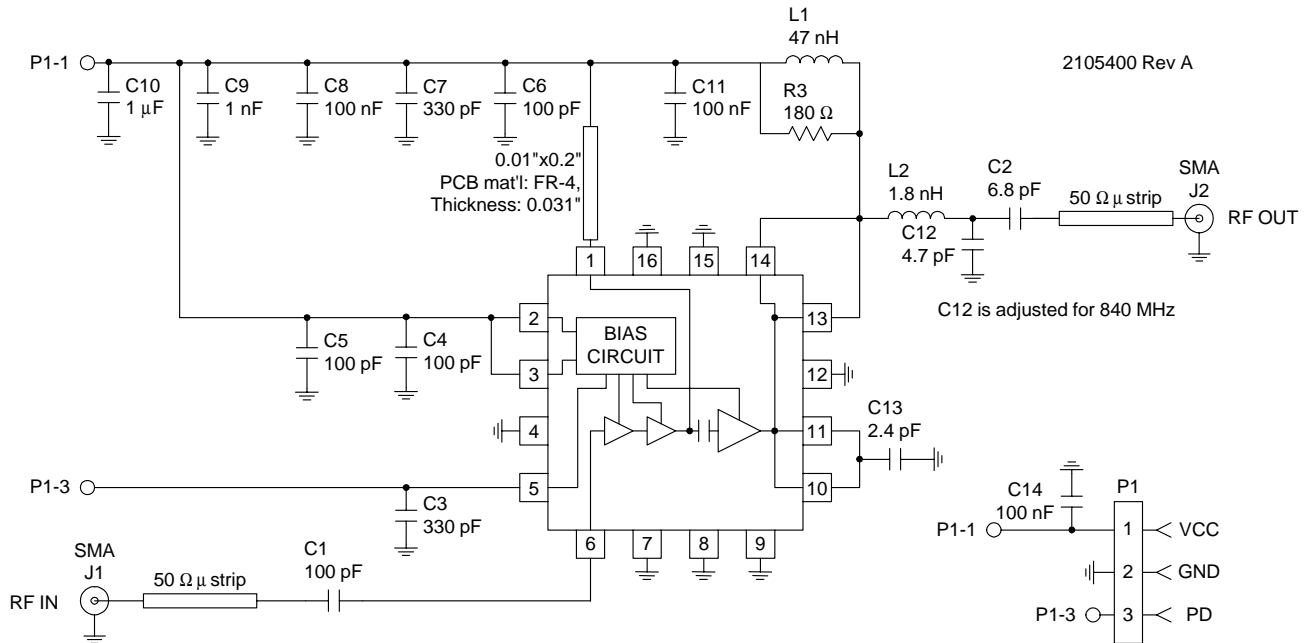 L1
47 nH
P1-1
2105400 Rev A
C10
1 μF
C9
1 nF
C8
100 nF
C7
330 pF
C6
100 pF
C11
100 nF
R3
180 Ω
0.01"x0.2"
PCB mat'l: FR-4,
Thickness: 0.031"
L2
1.8 nH
C2
6.8 pF
SMA
J2
50 Ω μ strip
RF OUT
C12
4.7 pF
1
16
15
14
C12 is adjusted for 840 MHz
2
13
BIAS
CIRCUIT
C5
100 pF
C4
100 pF
3
12
4
11
C13
2.4 pF
P1-3
5
10
C3
330 pF
6
7
8
9
SMA
J1
50 Ω μ strip
C1
100 pF
RF IN
C14
100 nF
P1
P1-1
1
VCC
2
GND
P1-3
3
PD